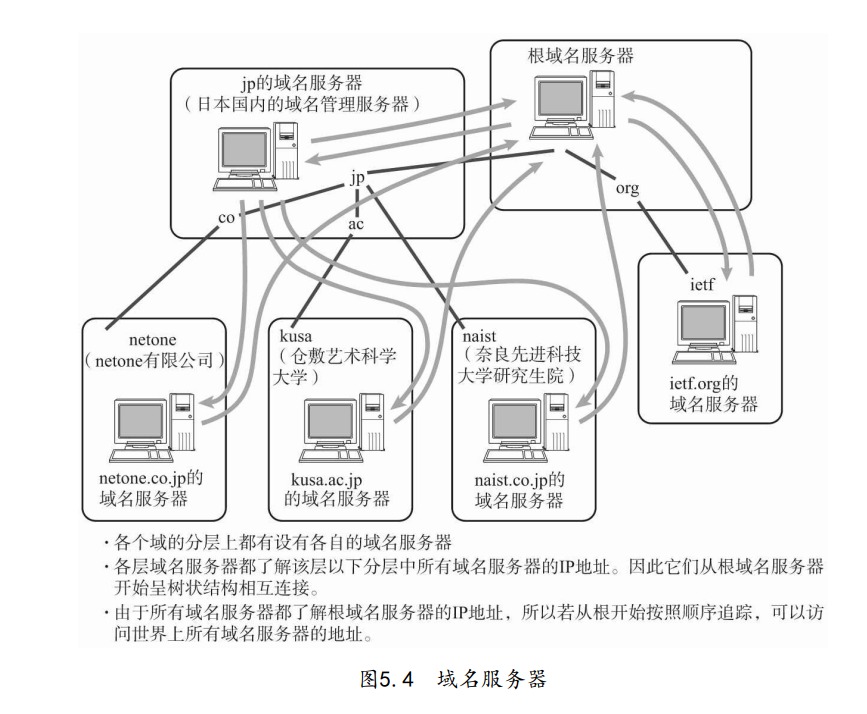 根域名服务器
jp的域名服务器
（日本国内的域名管理服务器）
jp
org
co
ac
ietf
netone
（netone有限公司）
kusa
（仓敷艺术科学
大学）
naist
（奈良先进科技
大学研究生院）
ietf.org的
域名服务器
netone.co.jp的
域名服务器
kusa.ac.jp
的域名服务器
naist.co.jp的
域名服务器
·各个域的分层上都有设有各自的域名服务器
·各层域名服务器都了解该层以下分层中所有域名服务器的IP地址。因此它们从根域名服务器
开始呈树状结构相互连接。
·由于所有域名服务器都了解根域名服务器的IP地址，所以若从根开始按照顺序追踪，可以访
问世界上所有域名服务器的地址。
图5.4 域名服务器